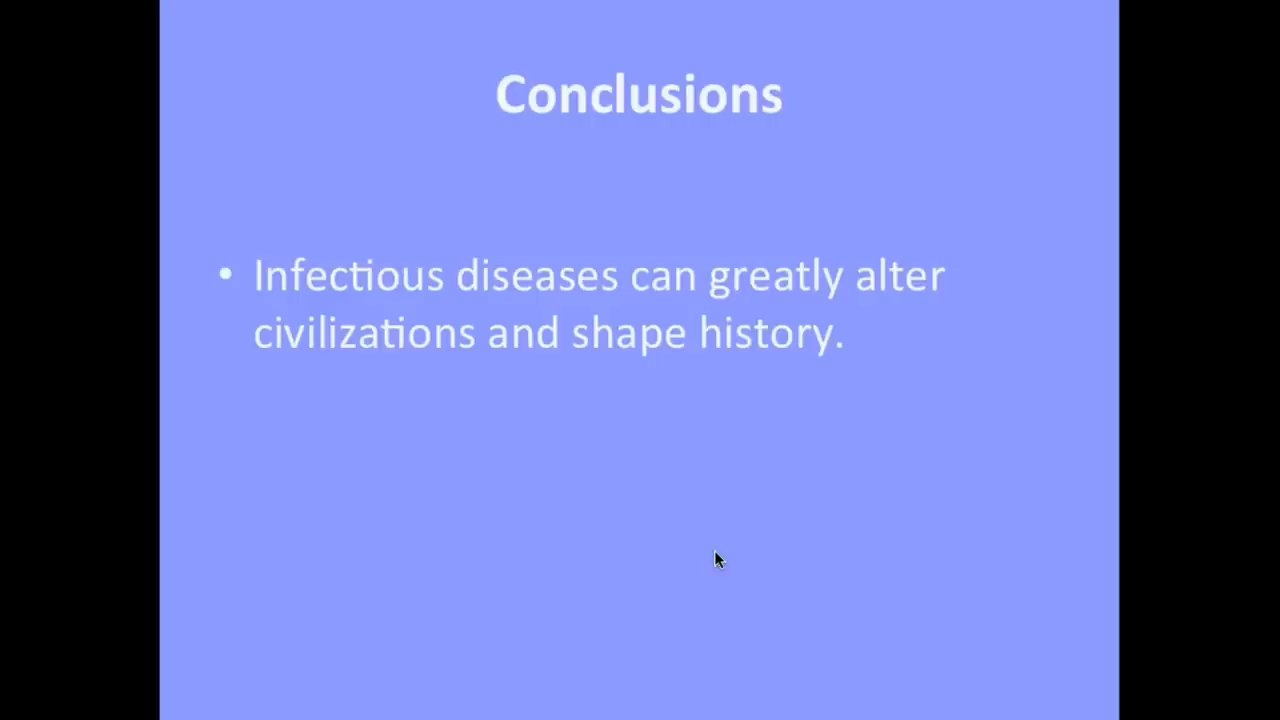 Conclusions
• Infectious diseases can greatly alter
civilizations and shape history.